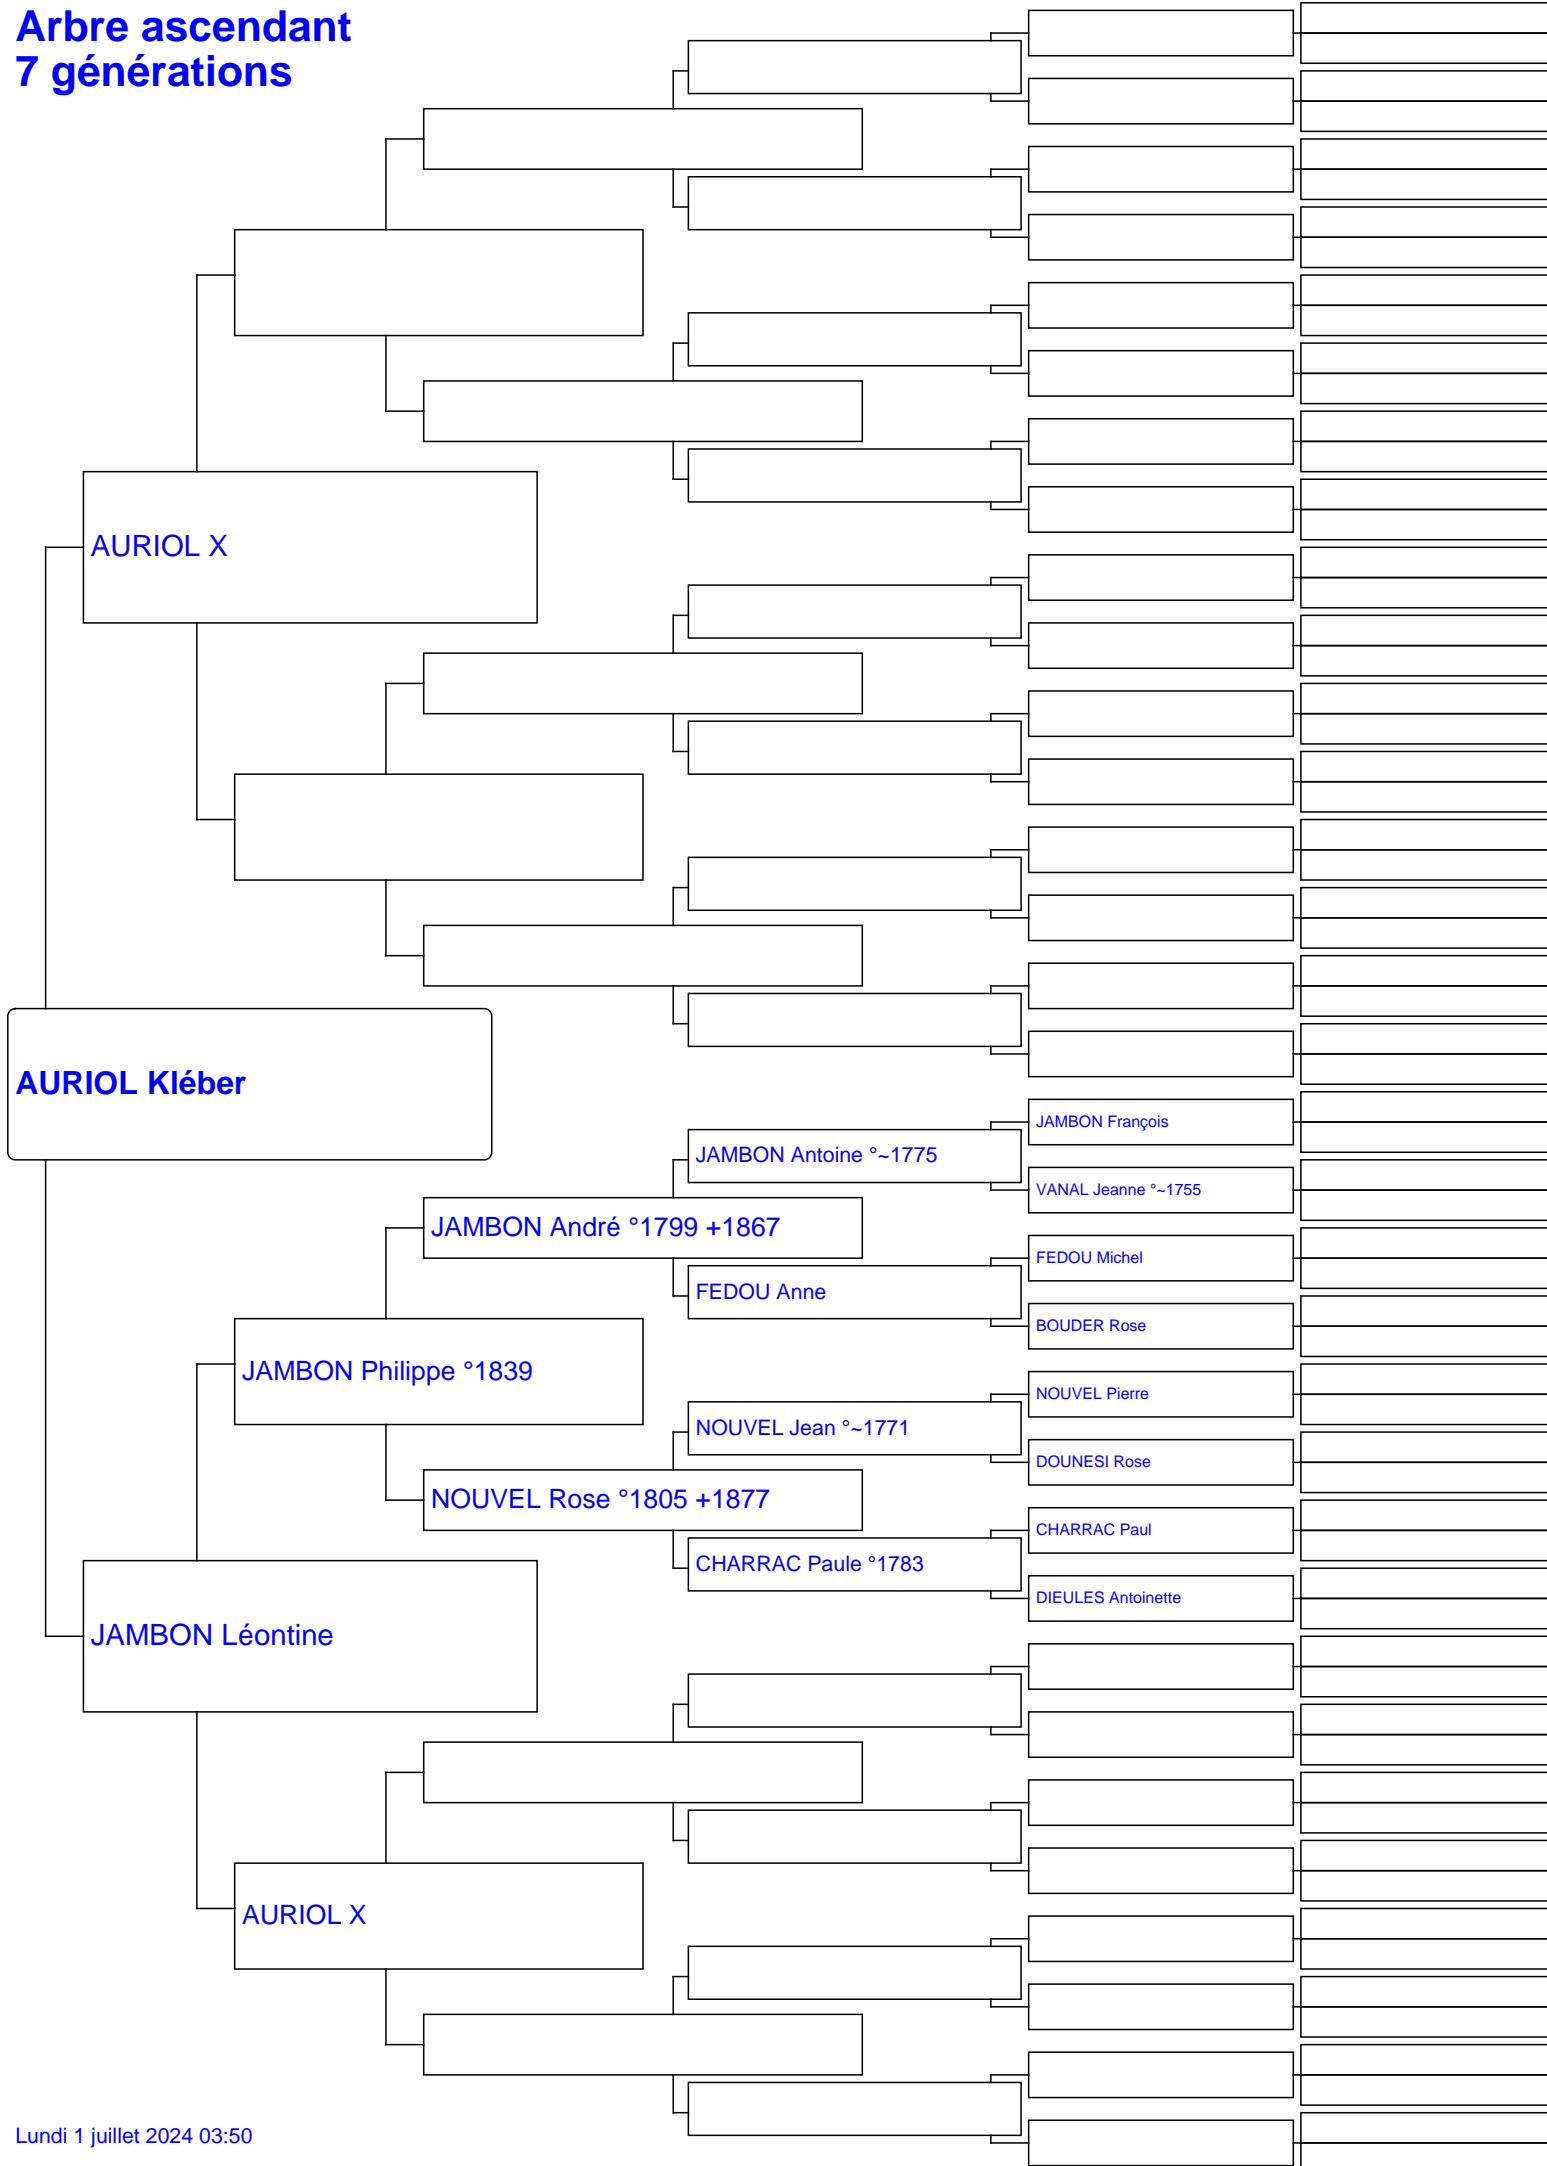 Arbre ascendant
7 générations
AURIOL X
AURIOL Kléber
JAMBON François
JAMBON Antoine °~1775
VANAL Jeanne °~1755
JAMBON André °1799 +1867
FEDOU Michel
FEDOU Anne
BOUDER Rose
JAMBON Philippe °1839
NOUVEL Pierre
NOUVEL Jean °~1771
DOUNESI Rose
NOUVEL Rose °1805 +1877
CHARRAC Paul
CHARRAC Paule °1783
DIEULES Antoinette
JAMBON Léontine
AURIOL X
Lundi 1 juillet 2024 03:50